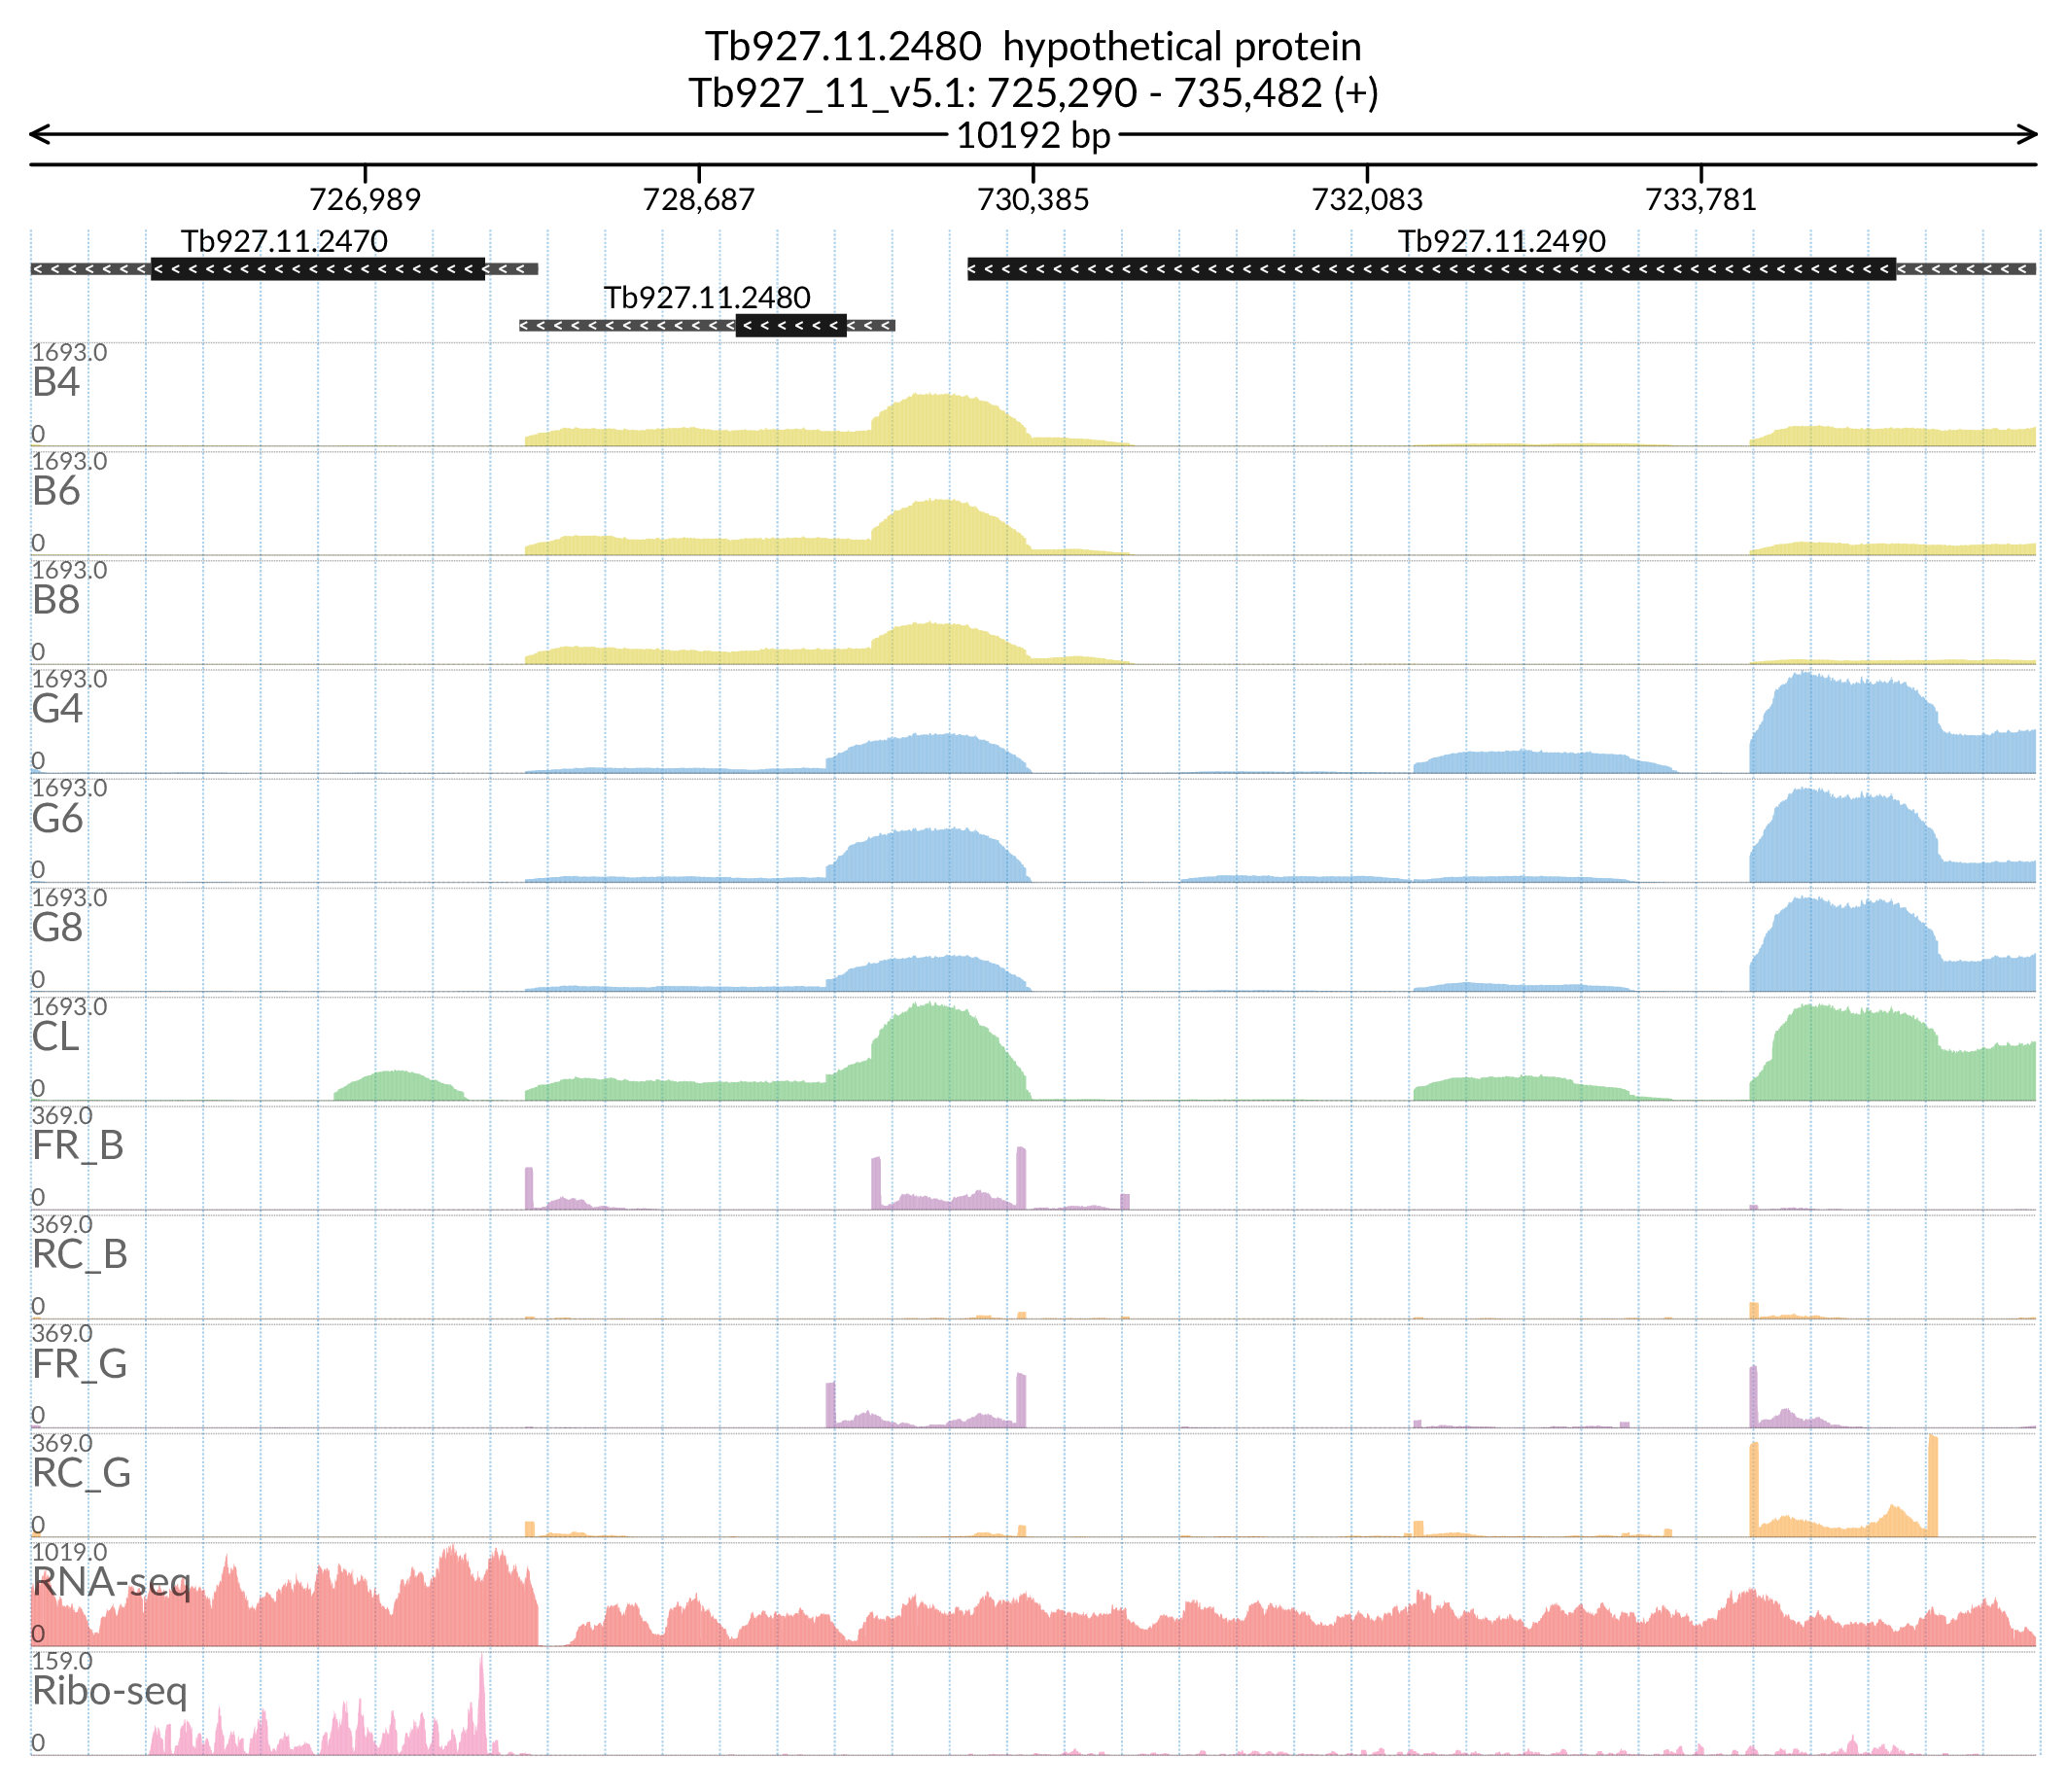 Tb927.11.2480 hypothetical protein
Tb927_11_v5.1: 725,290 - 735,482 (+)
10192 bp
726,989 728,687 730,385 732,083 733,781
Tb927.11.2470 Tb927.11.2490
Tb927.11.2480
1693.0
B4
0
1693.0
B6
0
1693.0
B8
0
1693.0
G4
0
1693.0
G6
0
1693.0
G8
0
1693.0
CL
0
369.0
FR_B
0
369.0
RC_B
0
369.0
FR_G
0
369.0
RC_G
0
1019.0
RNA-seq
0
159.0
Ribo-seq
0